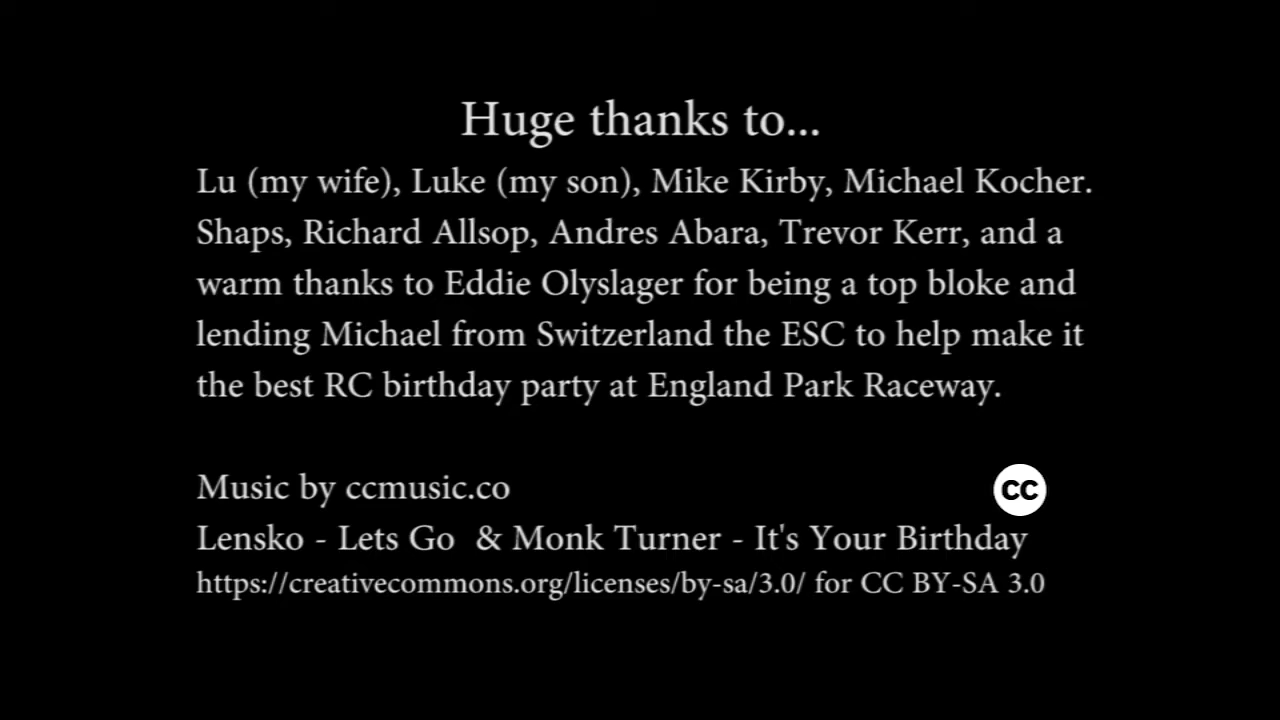 Huge thanks to...
Lu (my wife), Luke (my son), Mike Kirby, Michael Kocher.
Shaps, Richard Allsop, Andres Abara, Trevor Kerr, and a
warm thanks to Eddie Olyslager for being a top bloke and
lending Michael from Switzerland the ESC to help make it
the best RC birthday party at England Park Raceway.
Music by ccmusic.co
cc
Lensko - Lets Go  & Monk Turner - It's Your Birthday
https://creativecommons.org/licenses/by-sa/3.0/ for CC BY-SA 3.0